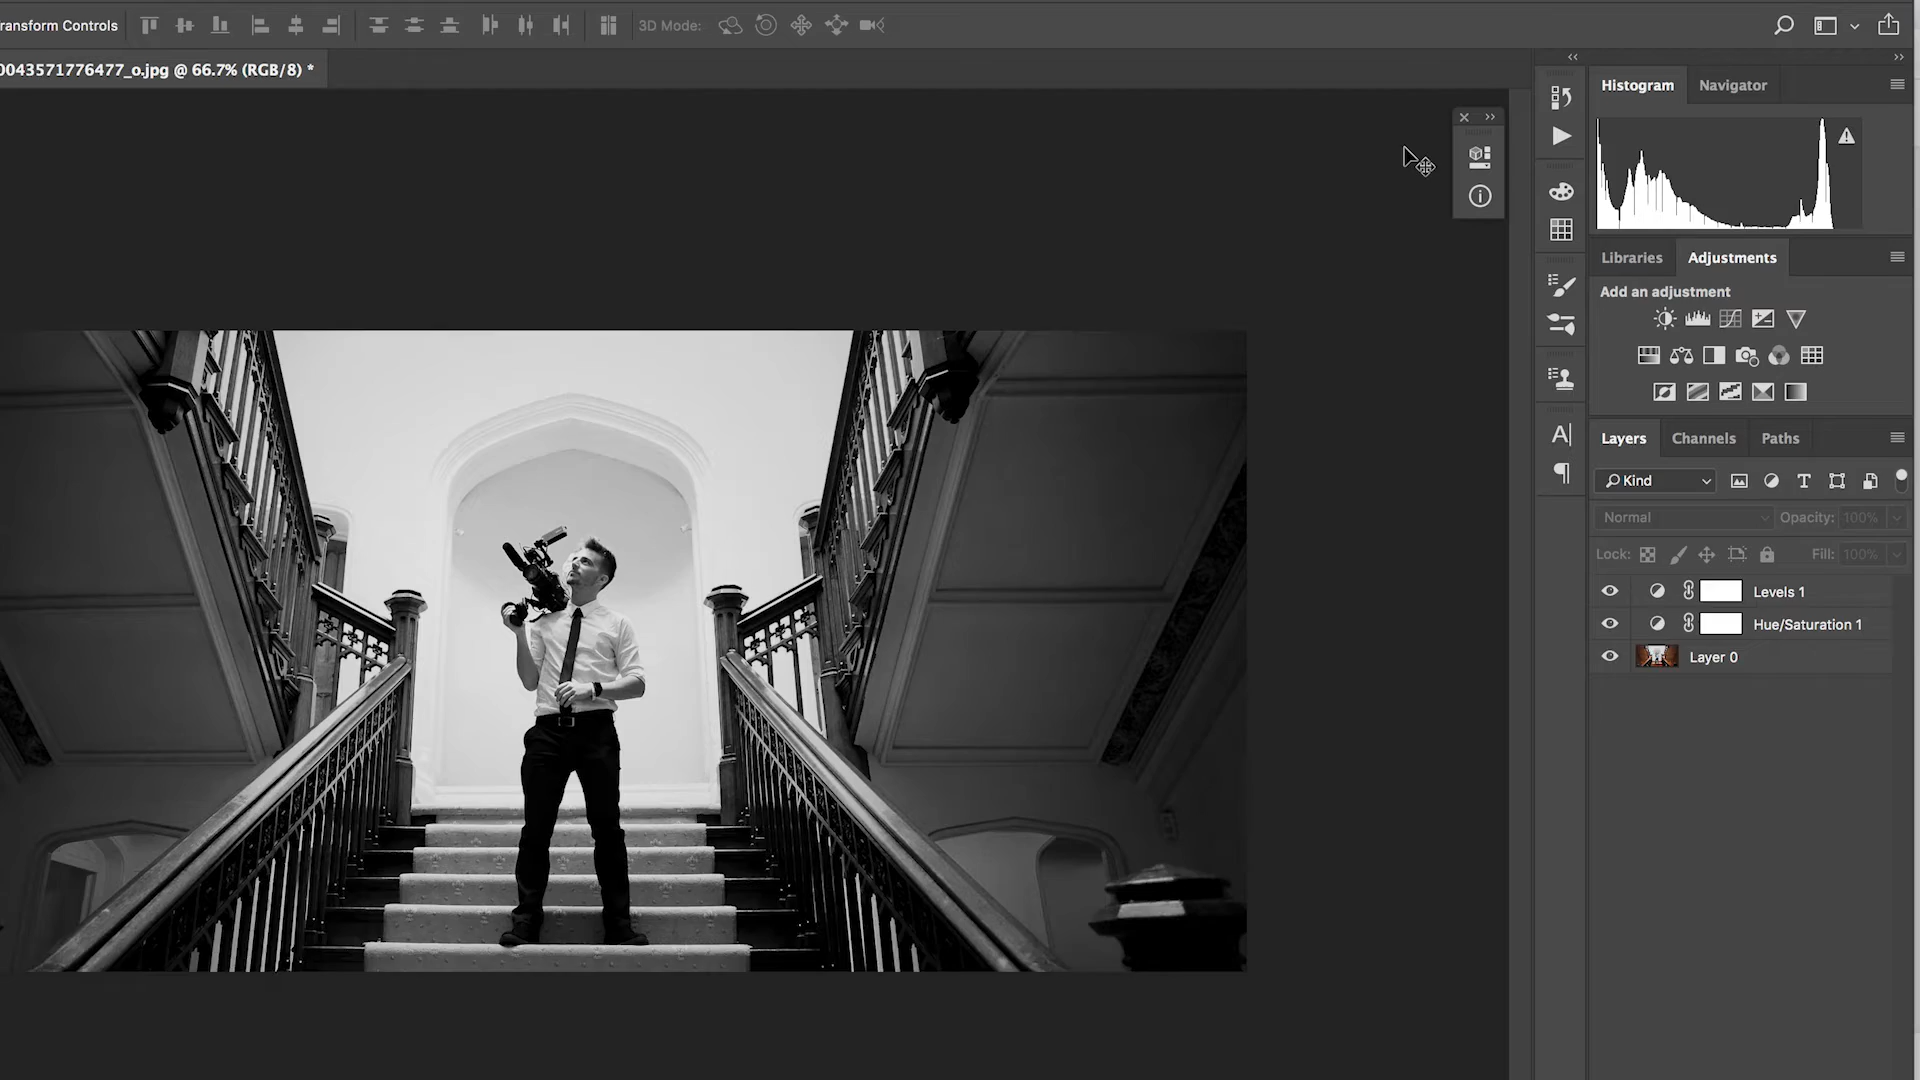 ransform Controls
3D Mode:
0043571776477_o.jpg @ 66.7% (RGB/8) *
Histogram
Navigator
Libraries
Adjustments
Add an adjustment
Layers
Channels
Paths
Kind
Normal
Opacity: 100%
Lock:
Fill: 100%
Levels 1
Hue/Saturation 1
Layer 0